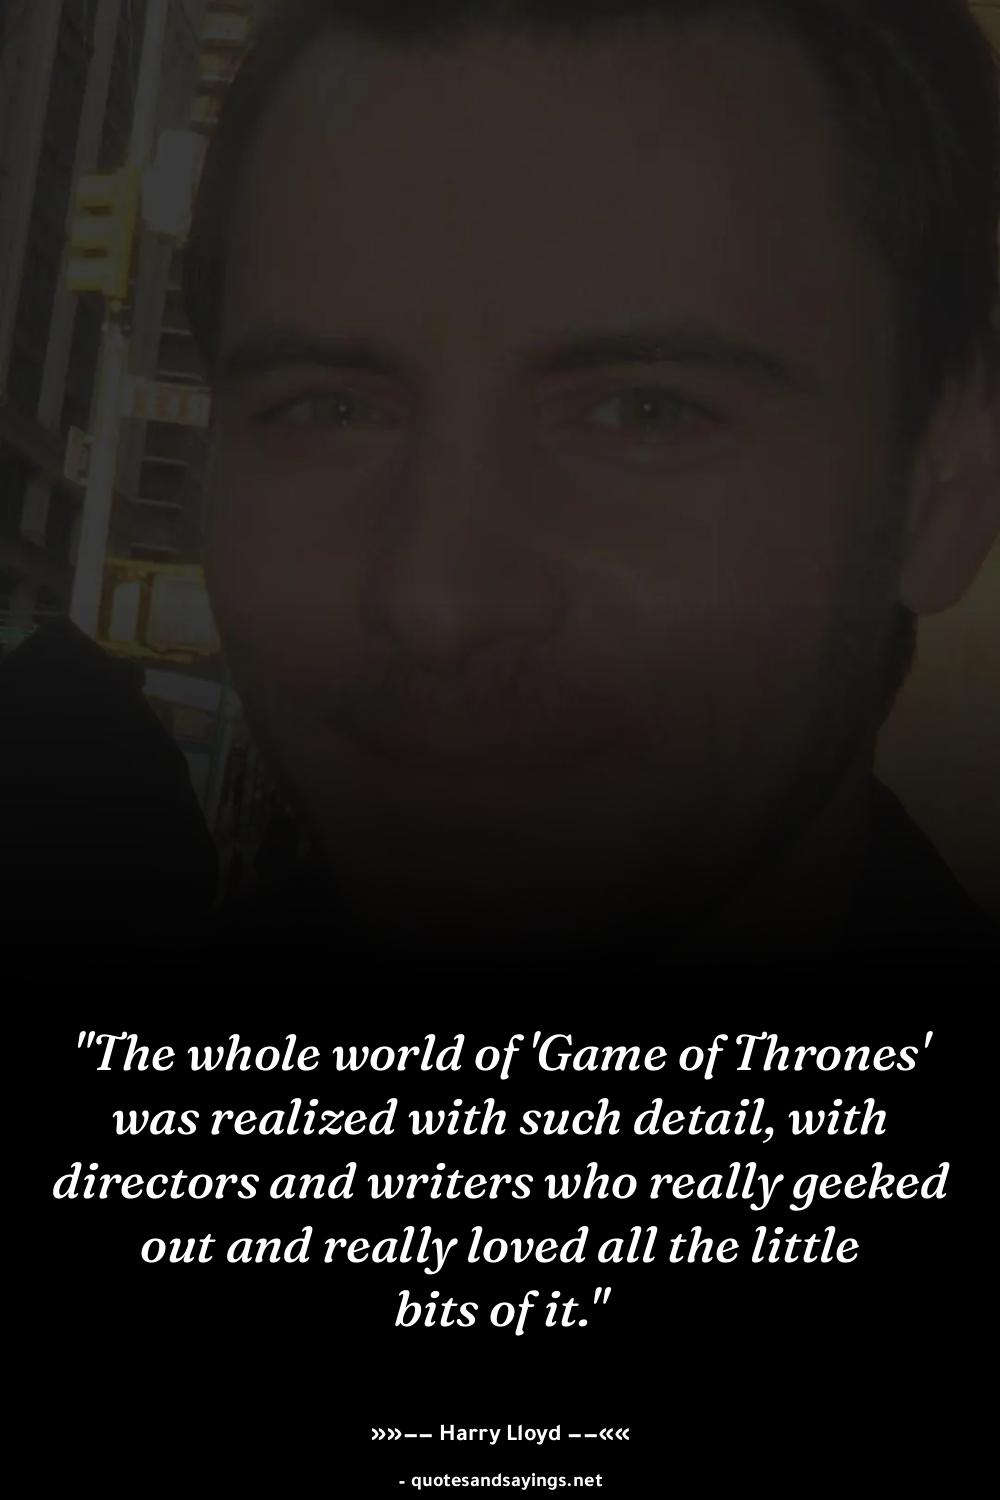 "The whole world of 'Game of Thrones'
was realized with such detail, with
directors and writers who really geeked
out and really loved all the little
bits of it."
»»–– Harry Lloyd ––««
- quotesandsayings.net